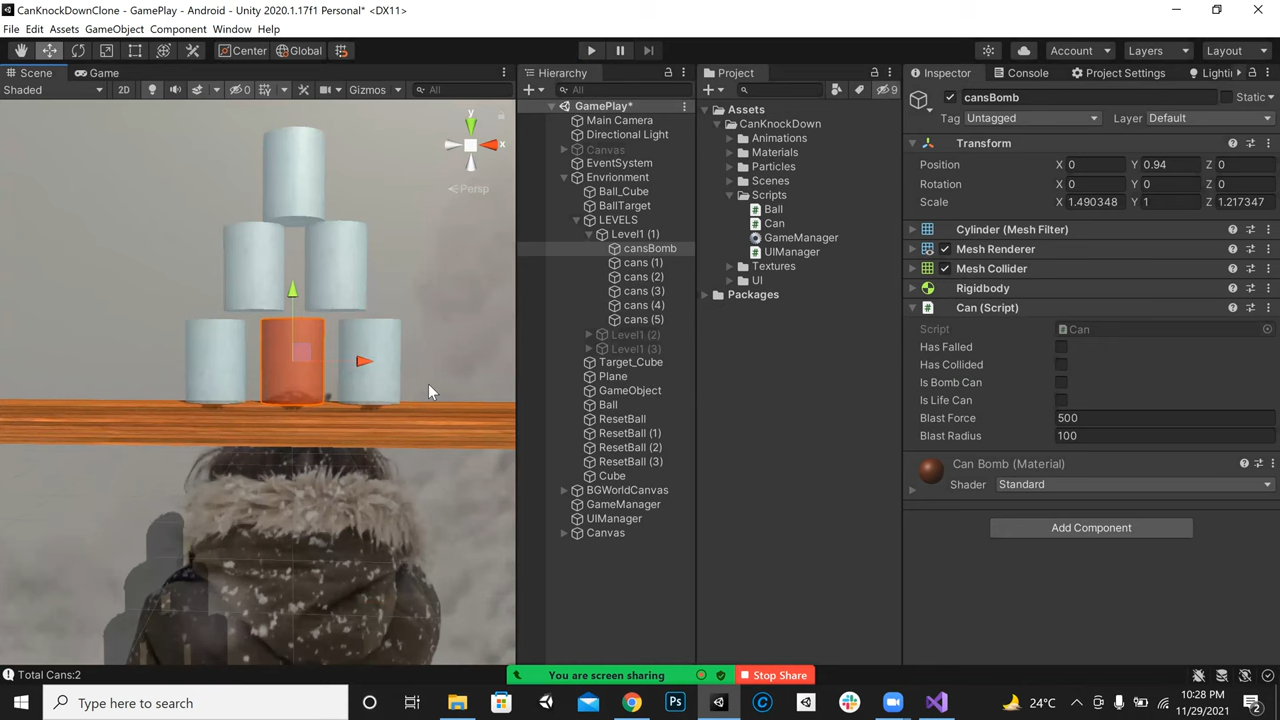 CanKnockDownClone - GamePlay - Android - Unity 2020.1.17f1 Personal* <DX11>
File Edit Assets GameObject Component Window Help
Center Global Account Layers Layout
Scene Game
Shaded 2D 0 Gizmos All
y
x
Persp
Hierarchy
All
GamePlay*
Main Camera
Directional Light
Canvas
EventSystem
Envrionment
Ball_Cube
BallTarget
LEVELS
Level1 (1)
cansBomb
cans (1)
cans (2)
cans (3)
cans (4)
cans (5)
Level1 (2)
Level1 (3)
Target_Cube
Plane
GameObject
Ball
ResetBall
ResetBall (1)
ResetBall (2)
ResetBall (3)
Cube
BGWorldCanvas
GameManager
UIManager
Canvas
Project
9
Assets
CanKnockDown
Animations
Materials
Particles
Scenes
Scripts
Ball
Can
GameManager
UIManager
Textures
UI
Packages
Inspector Console Project Settings Lighti
cansBomb Static
Tag Untagged Layer Default
Transform
Position X 0 Y 0.94 Z 0
Rotation X 0 Y 0 Z 0
Scale X 1.490348 Y 1 Z 1.217347
Cylinder (Mesh Filter)
Mesh Renderer
Mesh Collider
Rigidbody
Can (Script)
Script Can
Has Falled
Has Collided
Is Bomb Can
Is Life Can
Blast Force 500
Blast Radius 100
Can Bomb (Material)
Shader Standard
Add Component
Total Cans:2
You are screen sharing Stop Share
Type here to search
Ps
24°C
10:28 PM
11/29/2021
2